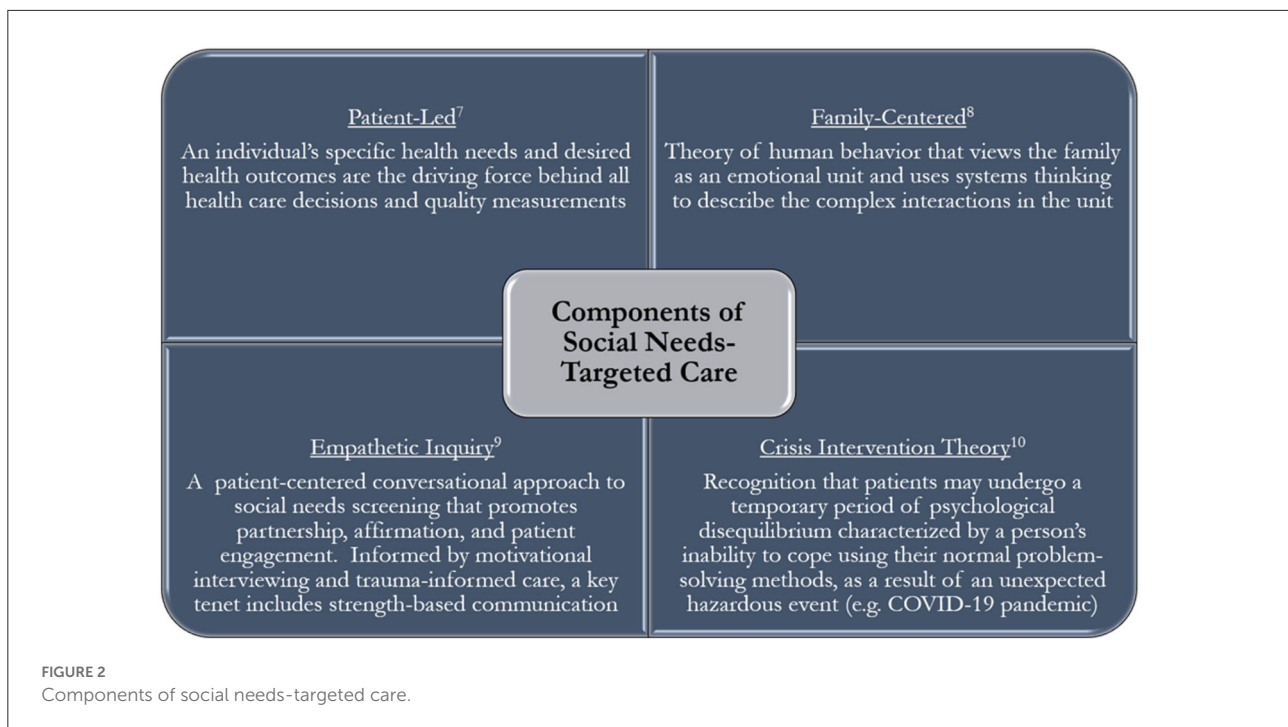 Patient-Led7
An individual's specific health needs and desired
health outcomes are the driving force behind all
health care decisions and quality measurements
Family-Centered8
Theory of human behavior that views the family
as an emotional unit and uses systems thinking
to describe the complex interactions in the unit
Components of
Social Needs-
Targeted Care
Empathetic Inquiry9
A patient-centered conversational approach to
social needs screening that promotes
partnership, affirmation, and patient
engagement. Informed by motivational
interviewing and trauma-informed care, a key
tenet includes strength-based communication
Crisis Intervention Theory10
Recognition that patients may undergo a
temporary period of psychological
disequilibrium characterized by a person's
inability to cope using their normal problem-
solving methods, as a result of an unexpected
hazardous event (e.g. COVID-19 pandemic)
FIGURE 2
Components of social needs-targeted care.